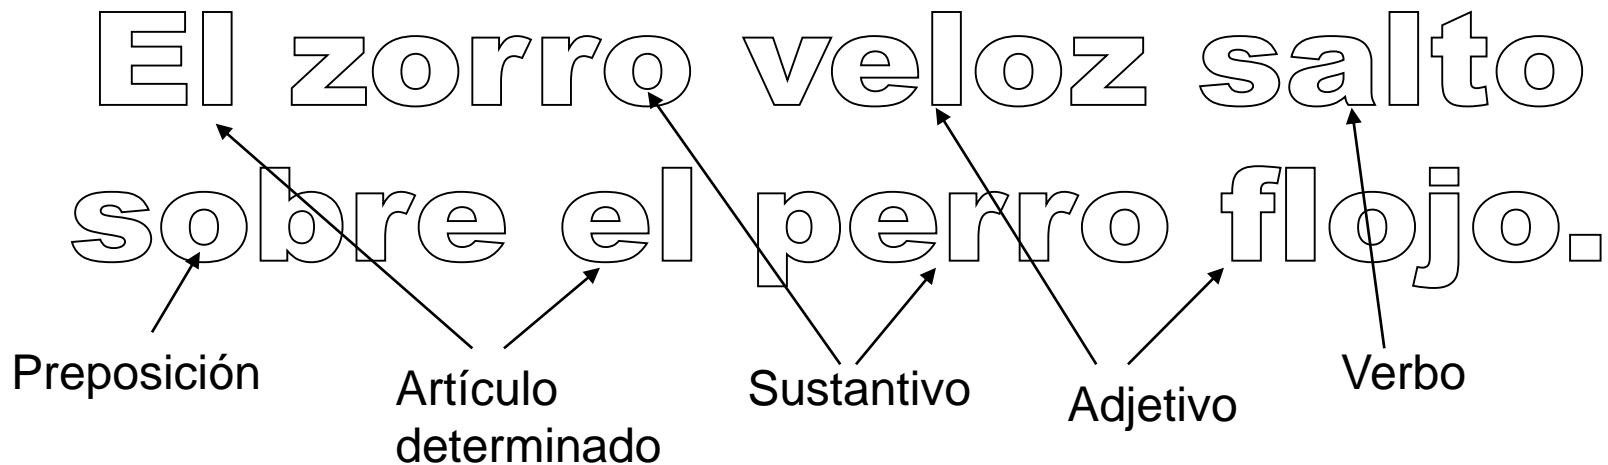 El zorro veloz salto
sobre el perro flojo.
Preposición
Artículo
determinado
Sustantivo
Adjetivo
Verbo